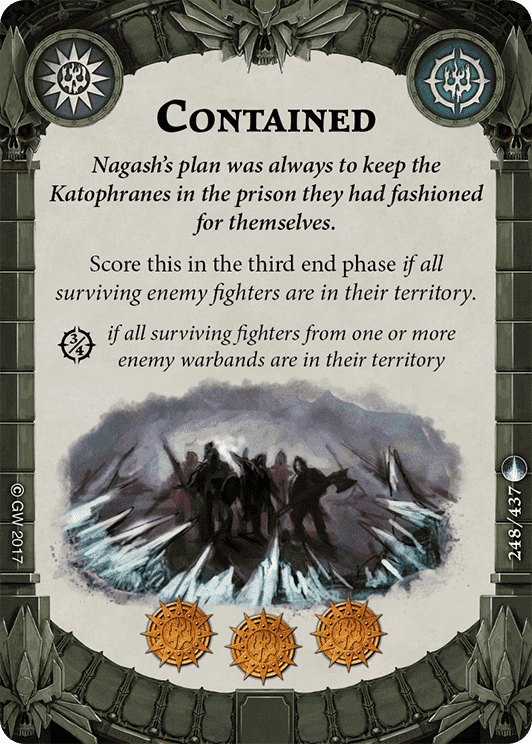 Contained
Nagash's plan was always to keep the
Katophranes in the prison they had fashioned
for themselves.
Score this in the third end phase if all
surviving enemy fighters are in their territory.
3/4 if all surviving fighters from one or more
enemy warbands are in their territory
©GW 2017
248/437